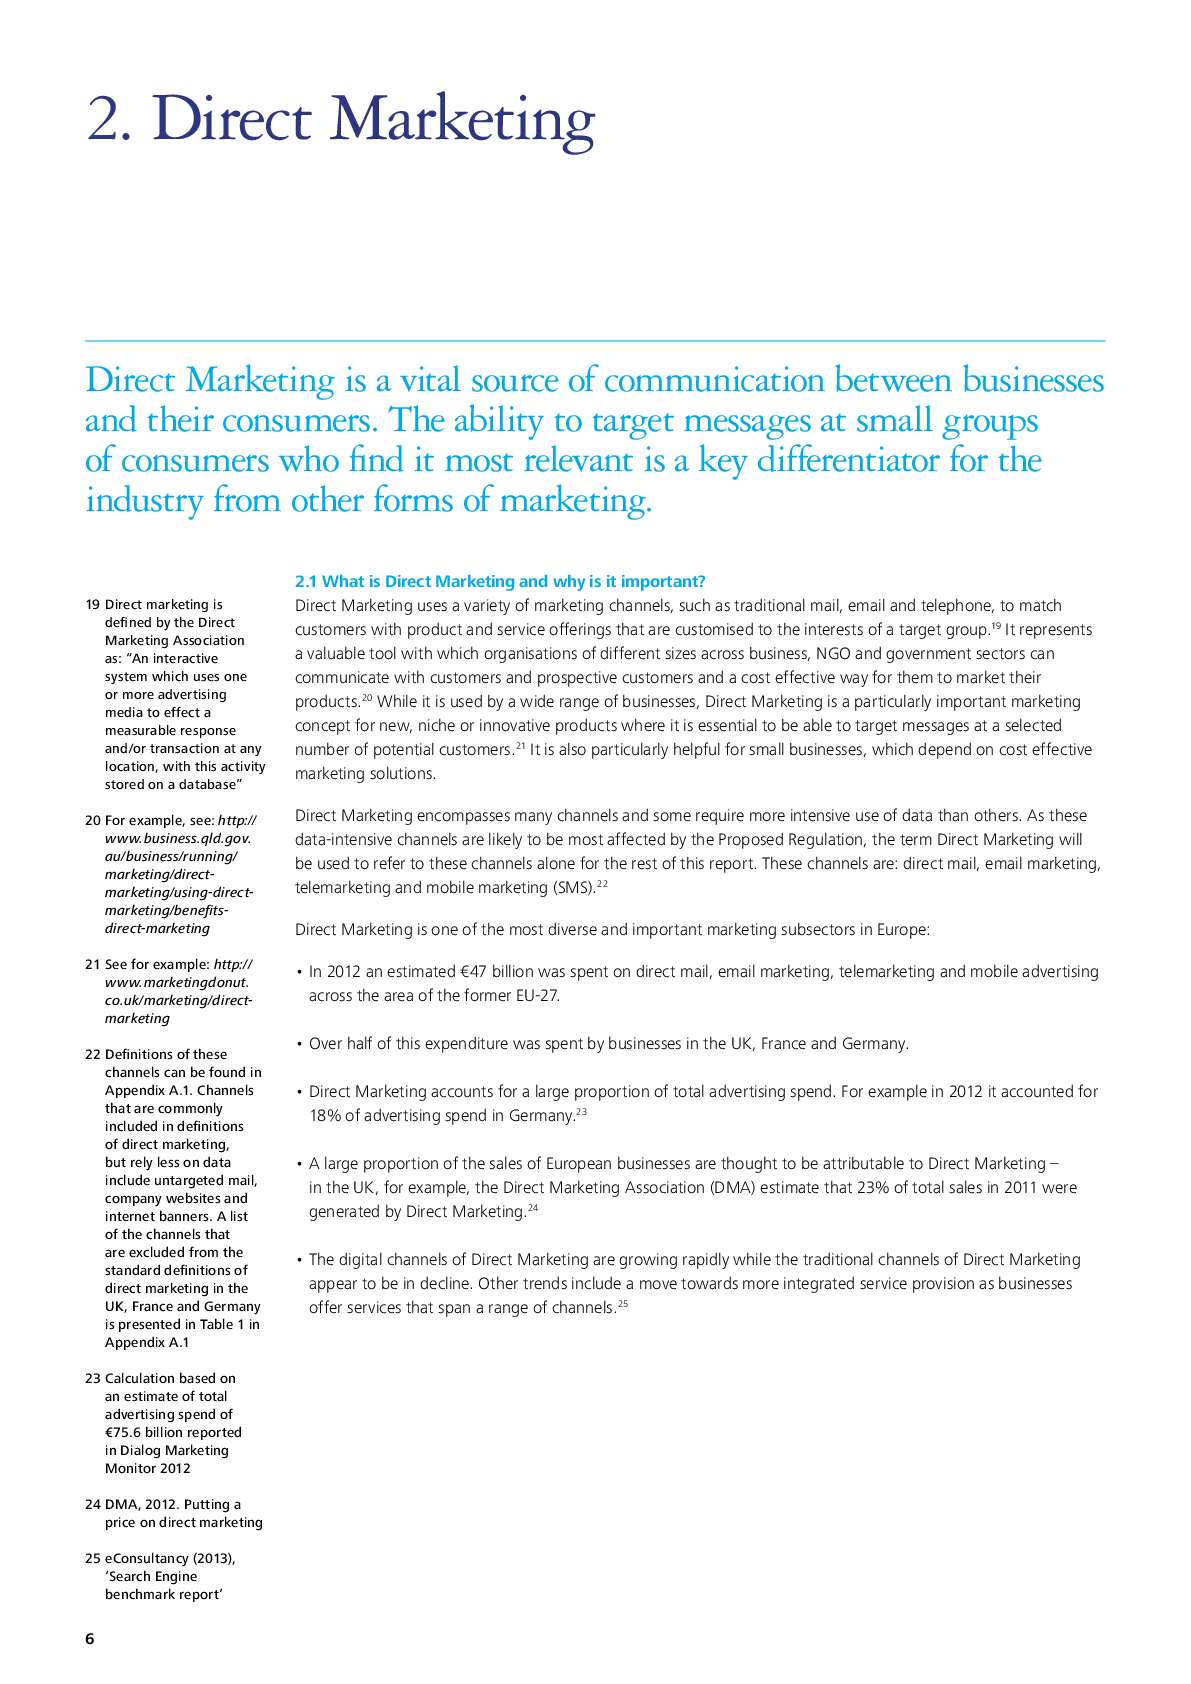 2. Direct Marketing
Direct Marketing is a vital source of communication between businesses
and their consumers. The ability to target messages at small groups
of consumers who find it most relevant is a key differentiator for the
industry from other forms of marketing.
2.1 What is Direct Marketing and why is it important?
Direct Marketing uses a variety of marketing channels, such as traditional mail, email and telephone, to match
customers with product and service offerings that are customised to the interests of a target group.19 It represents
a valuable tool with which organisations of different sizes across business, NGO and government sectors can
communicate with customers and prospective customers and a cost effective way for them to market their
products.20 While it is used by a wide range of businesses, Direct Marketing is a particularly important marketing
concept for new, niche or innovative products where it is essential to be able to target messages at a selected
number of potential customers.21 It is also particularly helpful for small businesses, which depend on cost effective
marketing solutions.
Direct Marketing encompasses many channels and some require more intensive use of data than others. As these
data-intensive channels are likely to be most affected by the Proposed Regulation, the term Direct Marketing will
be used to refer to these channels alone for the rest of this report. These channels are: direct mail, email marketing,
telemarketing and mobile marketing (SMS).22
Direct Marketing is one of the most diverse and important marketing subsectors in Europe:
• In 2012 an estimated €47 billion was spent on direct mail, email marketing, telemarketing and mobile advertising
across the area of the former EU-27.
• Over half of this expenditure was spent by businesses in the UK, France and Germany.
• Direct Marketing accounts for a large proportion of total advertising spend. For example in 2012 it accounted for
18% of advertising spend in Germany.23
• A large proportion of the sales of European businesses are thought to be attributable to Direct Marketing –
in the UK, for example, the Direct Marketing Association (DMA) estimate that 23% of total sales in 2011 were
generated by Direct Marketing.24
• The digital channels of Direct Marketing are growing rapidly while the traditional channels of Direct Marketing
appear to be in decline. Other trends include a move towards more integrated service provision as businesses
offer services that span a range of channels.25
19 Direct marketing is
defined by the Direct
Marketing Association
as: “An interactive
system which uses one
or more advertising
media to effect a
measurable response
and/or transaction at any
location, with this activity
stored on a database”
20 For example, see: http://
www.business.qld.gov.
au/business/running/
marketing/direct-
marketing/using-direct-
marketing/benefits-
direct-marketing
21 See for example: http://
www.marketingdonut.
co.uk/marketing/direct-
marketing
22 Definitions of these
channels can be found in
Appendix A.1. Channels
that are commonly
included in definitions
of direct marketing,
but rely less on data
include untargeted mail,
company websites and
internet banners. A list
of the channels that
are excluded from the
standard definitions of
direct marketing in the
UK, France and Germany
is presented in Table 1 in
Appendix A.1
23 Calculation based on
an estimate of total
advertising spend of
€75.6 billion reported
in Dialog Marketing
Monitor 2012
24 DMA, 2012. Putting a
price on direct marketing
25 eConsultancy (2013),
‘Search Engine
benchmark report’
6